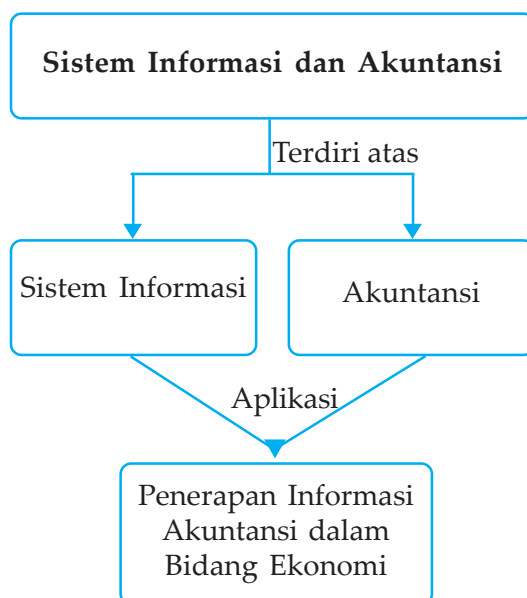 Sistem Informasi dan Akuntansi
Terdiri atas
Sistem Informasi
Akuntansi
Aplikasi
Penerapan Informasi
Akuntansi dalam
Bidang Ekonomi